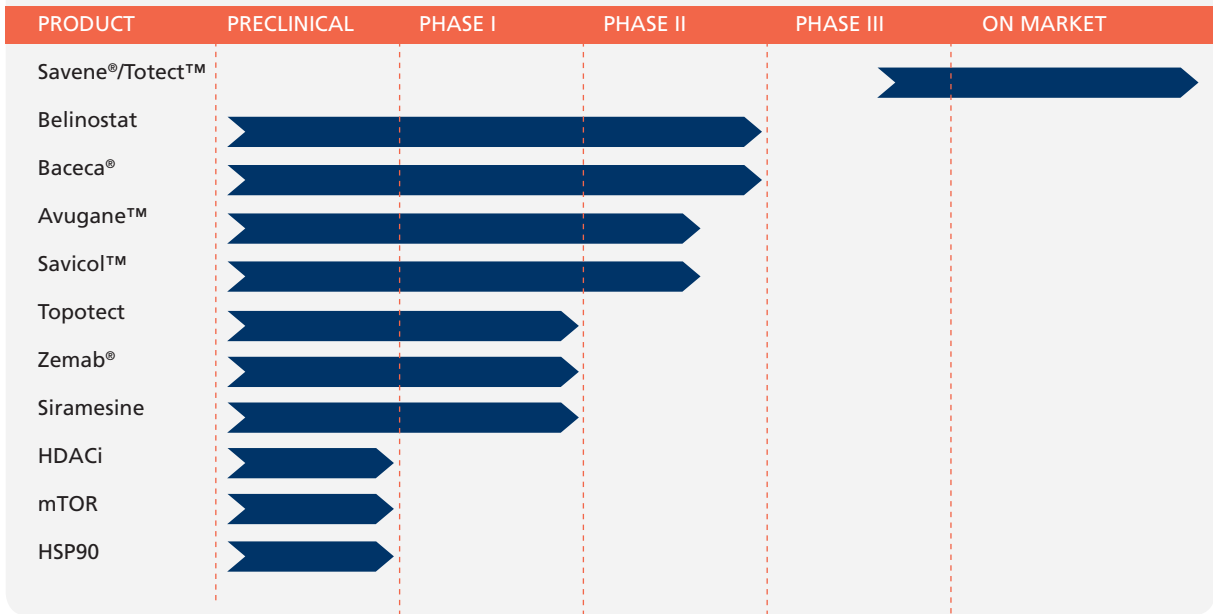 PRODUCT PRECLINICAL PHASE I PHASE II PHASE III ON MARKET
Savene®/Totect™
Belinostat
Baceca®
Avugane™
Savicol™
Topotect
Zemab®
Siramesine
HDACi
mTOR
HSP90